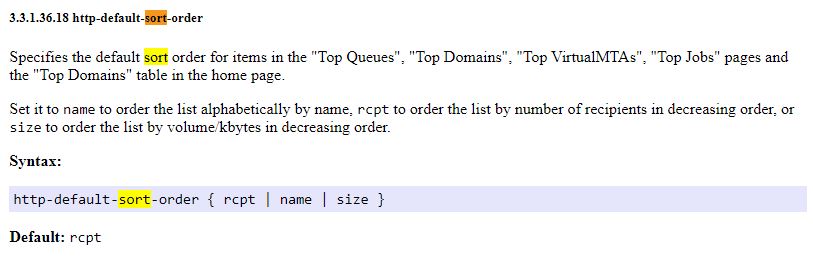 3.3.1.36.18 http-default-sort-order
Specifies the default sort order for items in the "Top Queues", "Top Domains", "Top VirtualMTAs", "Top Jobs" pages and
the "Top Domains" table in the home page.
Set it to name to order the list alphabetically by name, rcpt to order the list by number of recipients in decreasing order, or
size to order the list by volume/kbytes in decreasing order.
Syntax:
http-default-sort-order { rcpt | name | size }
Default: rcpt